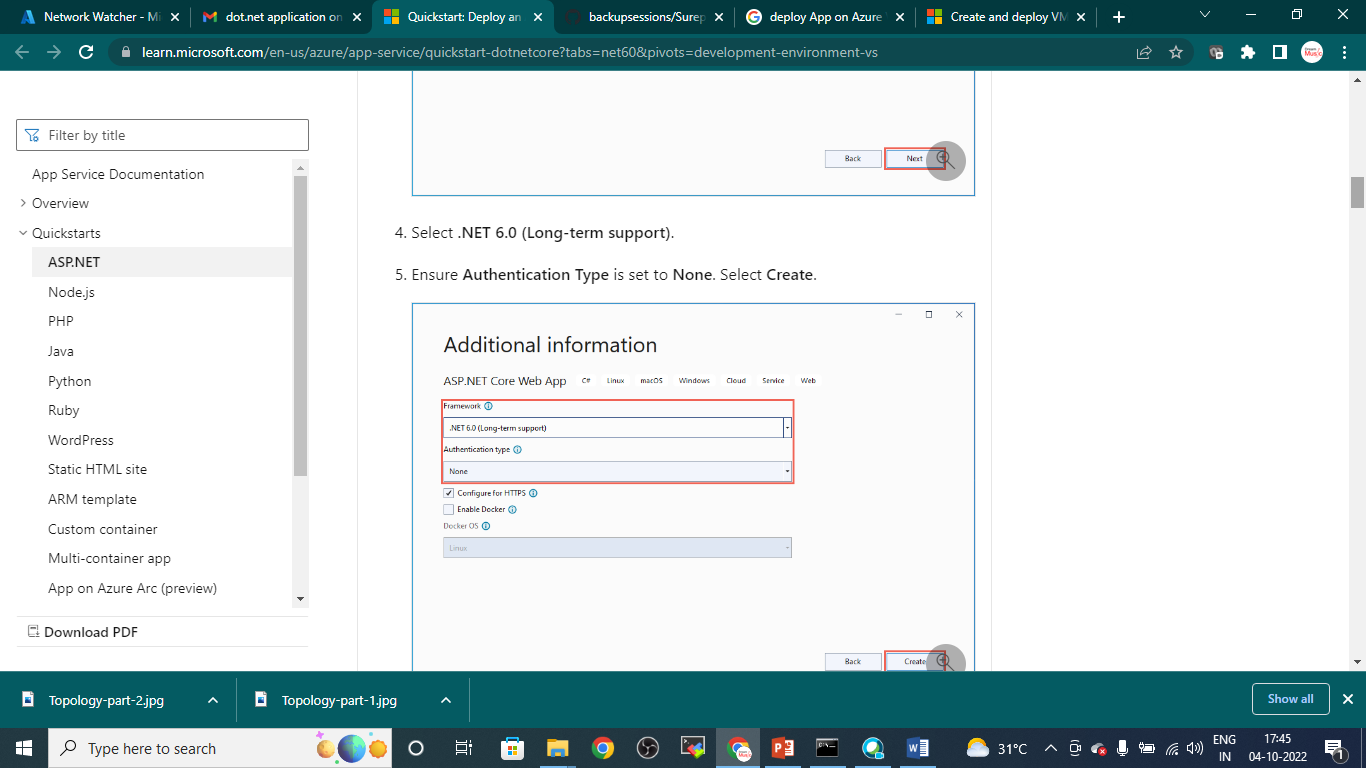 Network Watcher - Mi
dot.net application on
Quickstart: Deploy an
backupsessions/Surep
deploy App on Azure
Create and deploy VM
learn.microsoft.com/en-us/azure/app-service/quickstart-dotnetcore?tabs=net60&pivots=development-environment-vs
Filter by title
App Service Documentation
Overview
Quickstarts
ASP.NET
Node.js
PHP
Java
Python
Ruby
WordPress
Static HTML site
ARM template
Custom container
Multi-container app
App on Azure Arc (preview)
Download PDF
Back
Next
4. Select .NET 6.0 (Long-term support).
5. Ensure Authentication Type is set to None. Select Create.
Additional information
ASP.NET Core Web App C# Linux macOS Windows Cloud Service Web
Framework
.NET 6.0 (Long-term support)
Authentication type
None
Configure for HTTPS
Enable Docker
Docker OS
Linux
Back
Create
Topology-part-2.jpg
Topology-part-1.jpg
Show all
Type here to search
31°C
ENG
IN
17:45
04-10-2022
1